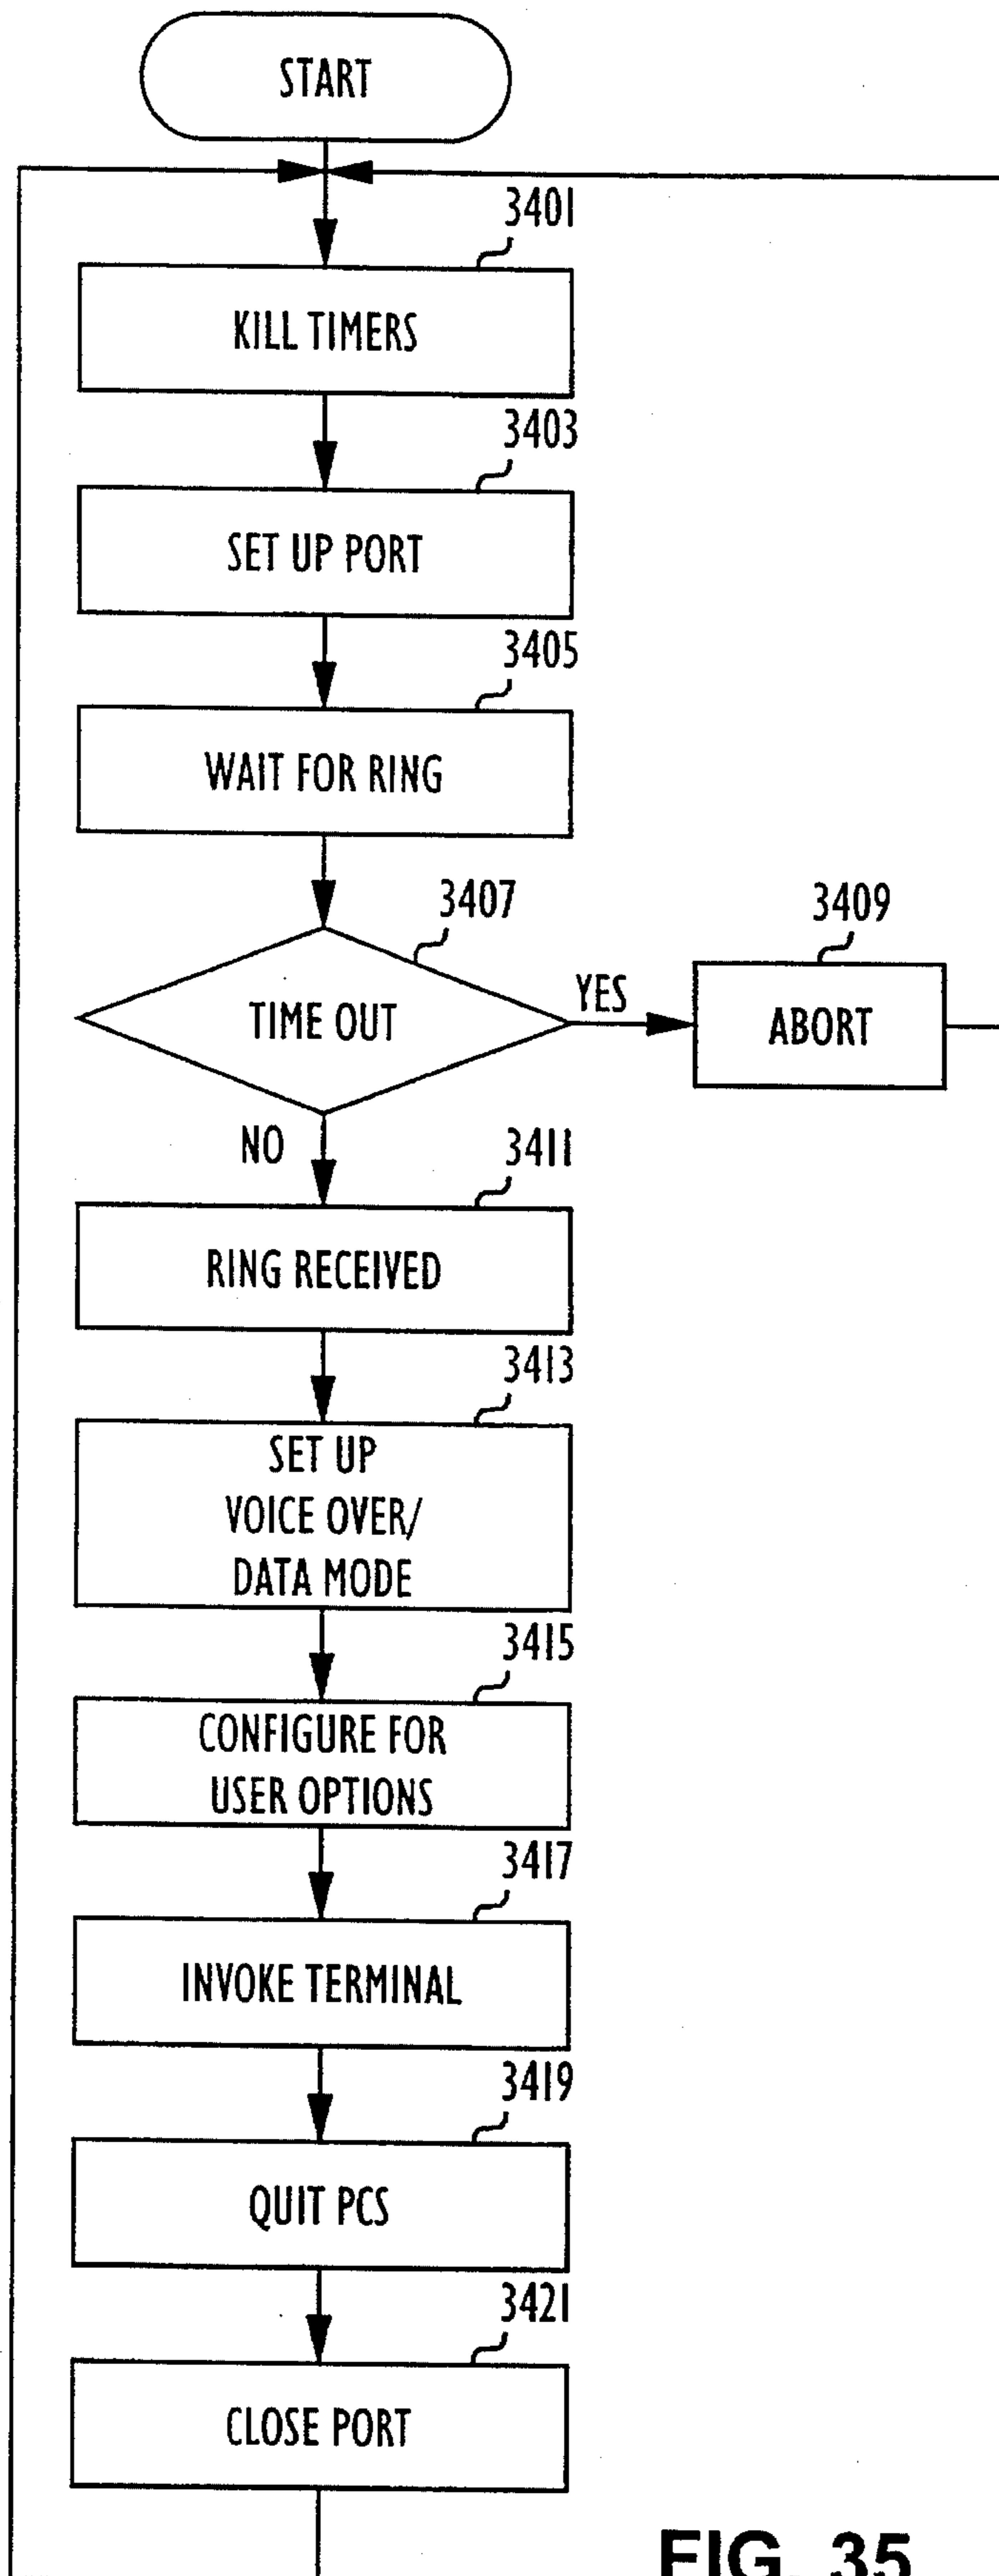 START
3401
KILL TIMERS
3403
SET UP PORT
3405
WAIT FOR RING
3407
TIME OUT
YES
3409
ABORT
NO
3411
RING RECEIVED
3413
SET UP
VOICE OVER/
DATA MODE
3415
CONFIGURE FOR
USER OPTIONS
3417
INVOKE TERMINAL
3419
QUIT PCS
3421
CLOSE PORT
FIG. 35